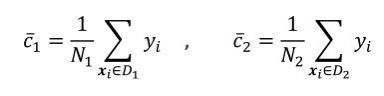 c̄₁ = 1/N₁ ∑_{xᵢ∈D₁} yᵢ , c̄₂ = 1/N₂ ∑_{xᵢ∈D₂} yᵢ